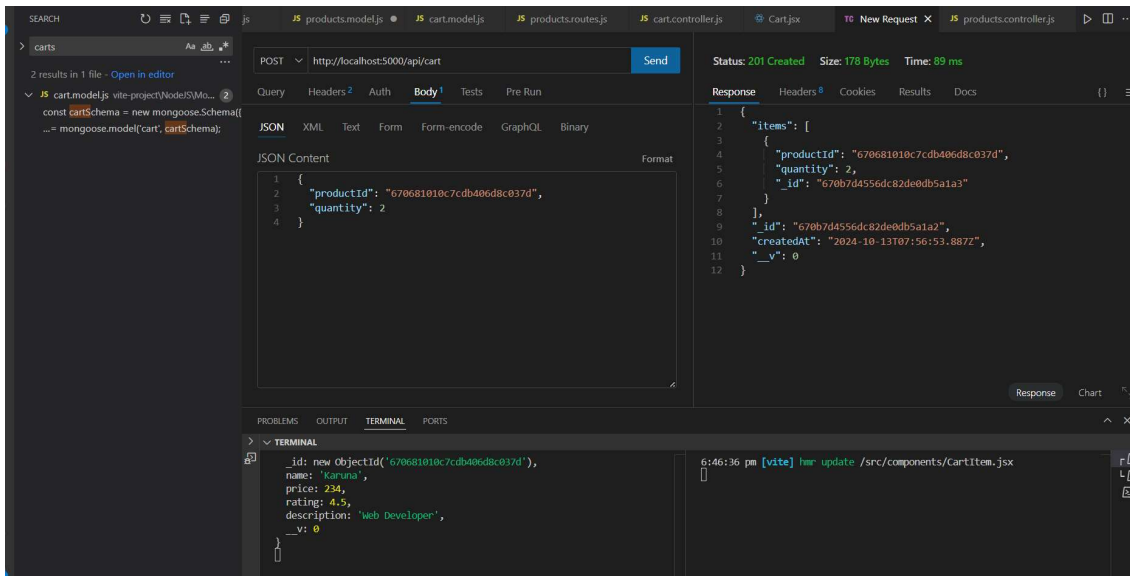 SEARCH
carts
Aa ab .*
2 results in 1 file - Open in editor
JS cart.model.js vite-project\NodeJS\Mo... 2
const cartSchema = new mongoose.Schema({
...= mongoose.model('cart', cartSchema);
js JS products.model.js JS cart.model.js JS products.routes.js JS cart.controller.js Cart.jsx TC New Request JS products.controller.js
POST http://localhost:5000/api/cart Send
Query Headers 2 Auth Body 1 Tests Pre Run
JSON XML Text Form Form-encode GraphQL Binary
JSON Content Format
1 {
2 "productId": "670681010c7cdb406d8c037d",
3 "quantity": 2
4 }
Status: 201 Created Size: 178 Bytes Time: 89 ms
Response Headers 8 Cookies Results Docs {}
1 {
2 "items": [
3 {
4 "productId": "670681010c7cdb406d8c037d",
5 "quantity": 2,
6 "_id": "670b7d4556dc82de0db5a1a3"
7 }
8 ],
9 "_id": "670b7d4556dc82de0db5a1a2",
10 "createdAt": "2024-10-13T07:56:53.887Z",
11 "__v": 0
12 }
Response Chart
PROBLEMS OUTPUT TERMINAL PORTS
TERMINAL
_id: new ObjectId('670681010c7cdb406d8c037d'),
name: 'Karuna',
price: 234,
rating: 4.5,
description: 'Web Developer',
__v: 0
}
6:46:36 pm [vite] hmr update /src/components/CartItem.jsx